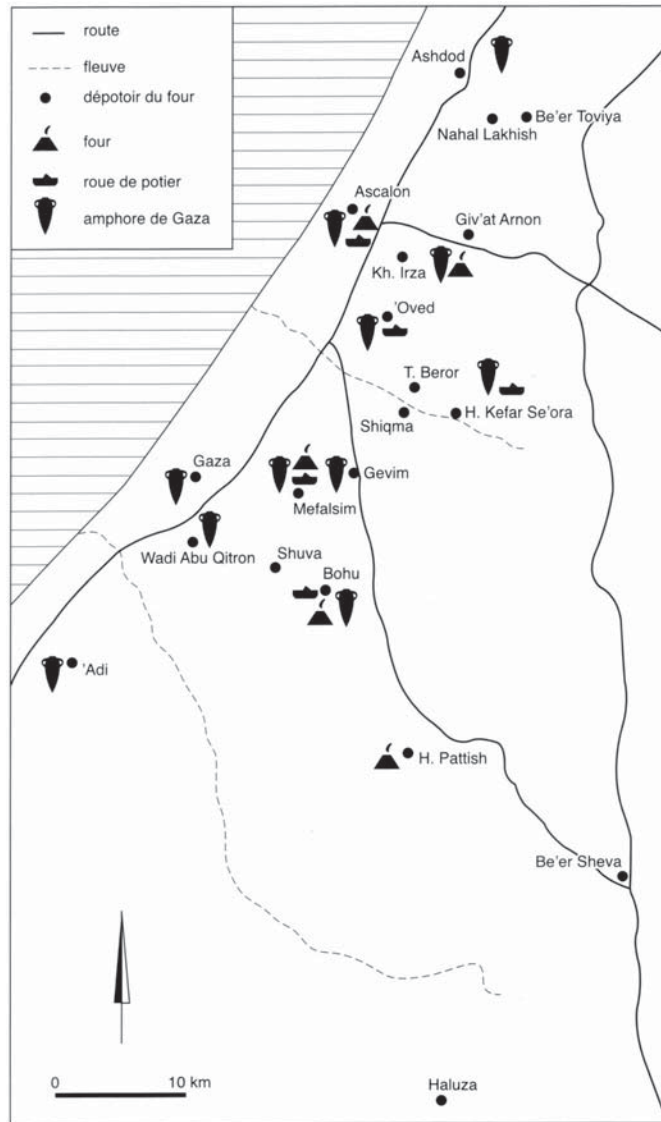 route
fleuve
dépotoir du four
four
roue de potier
amphore de Gaza
Ashdod
Nahal Lakhish
Be'er Toviya
Ascalon
Giv'at Arnon
Kh. Irza
'Oved
T. Beror
Shiqma
H. Kefar Se'ora
Gaza
Gevim
Mefalsim
Wadi Abu Qitron
Shuva
Bohu
'Adi
H. Pattish
Be'er Sheva
0 10 km
Haluza